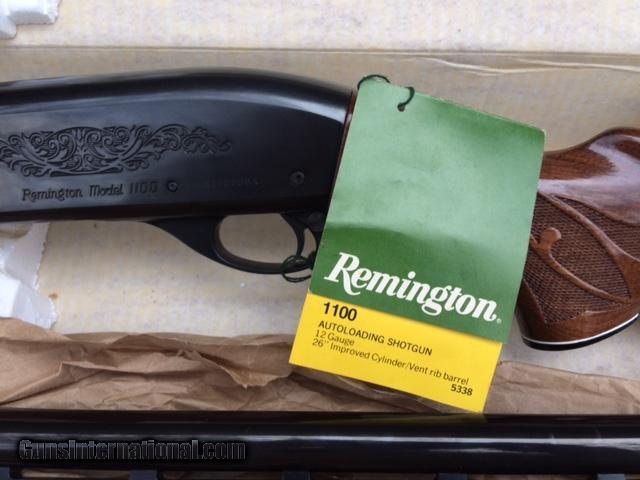 Remington Model 1100
Remington®
1100
AUTOLOADING SHOTGUN
12 Gauge
26" Improved Cylinder/Vent rib barrel
5338
GunsInternational.com